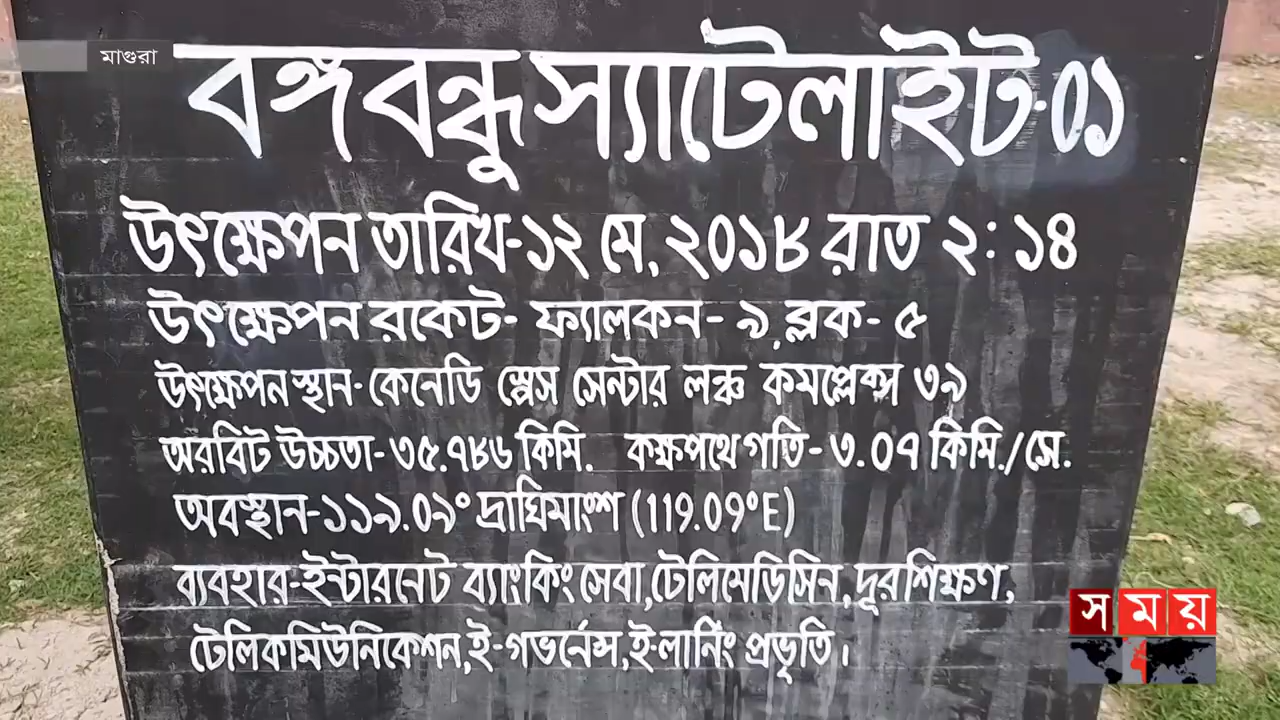 মাগুরা
বঙ্গবন্ধু স্যাটেলাইট-০১
উৎক্ষেপন তারিখ-১২ মে, ২০১৮ রাত ২:১৪
উৎক্ষেপন রকেট- ফ্যালকন- ৯, ব্লক- ৫
উৎক্ষেপন স্থান- কেনেডি স্পেস সেন্টার লঞ্চ কমপ্লেক্স ৩৯
অরবিট উচ্চতা- ৩৫.৭৮৬ কিমি. কক্ষপথে গতি- ৩.০৭ কিমি./সে.
অবস্থান-১১৯.০৯° দ্রাঘিমাংশ (119.09°E)
ব্যবহার-ইন্টারনেট ব্যাংকিং সেবা, টেলিমেডিসিন, দূরশিক্ষণ,
টেলিকমিউনিকেশন, ই-গভর্নেন্স, ই-লার্নিং প্রভৃতি।
সময়